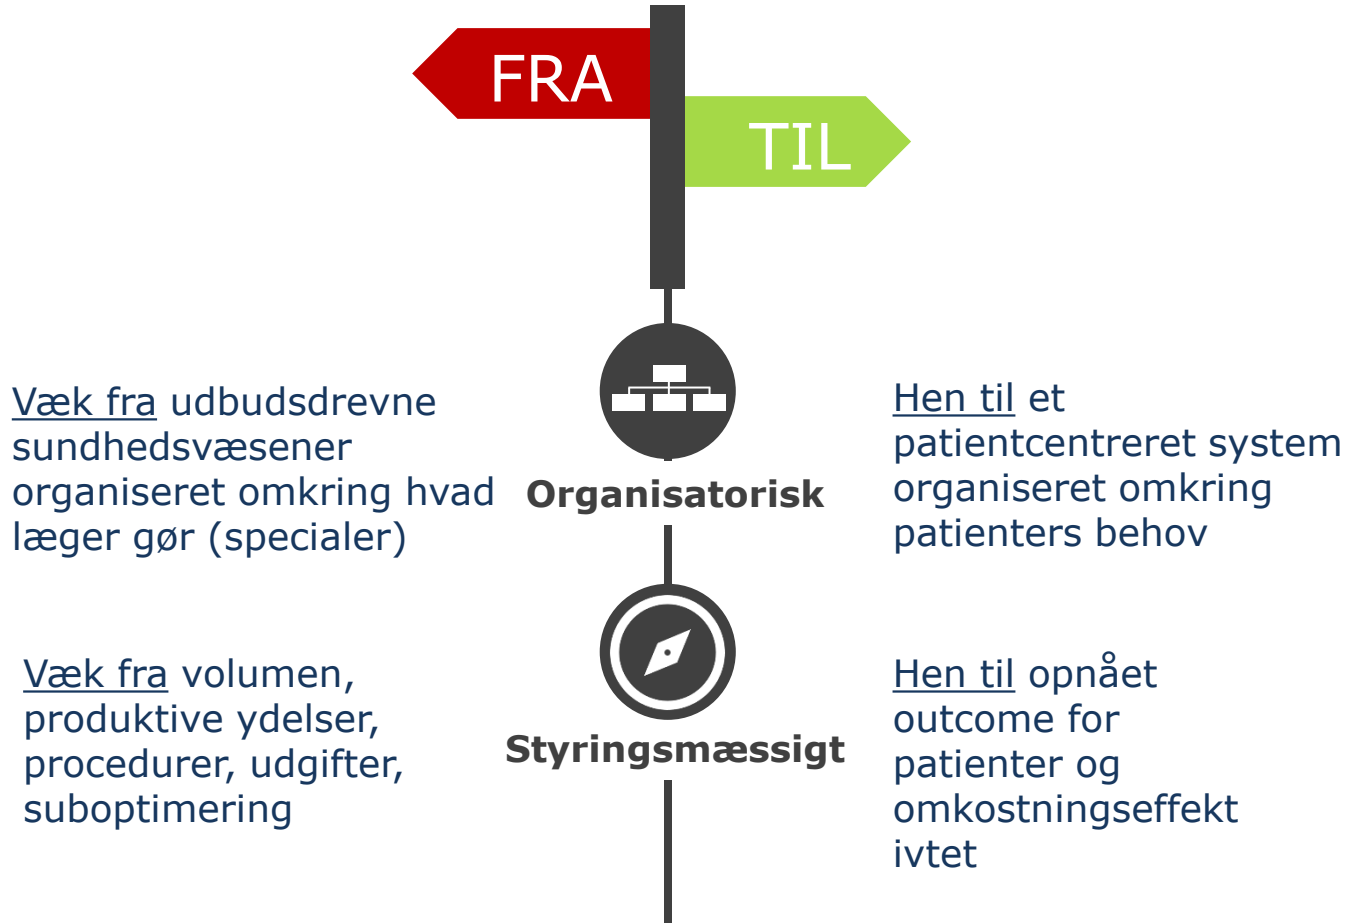 FRA
TIL
Væk fra udbudsdrevne
sundhedsvæsener
organiseret omkring hvad
læger gør (specialer)
Organisatorisk
Hen til et
patientcentreret system
organiseret omkring
patienters behov
Væk fra volumen,
produktive ydelser,
procedurer, udgifter,
suboptimering
Styringsmæssigt
Hen til opnået
outcome for
patienter og
omkostningseffekt
ivtet